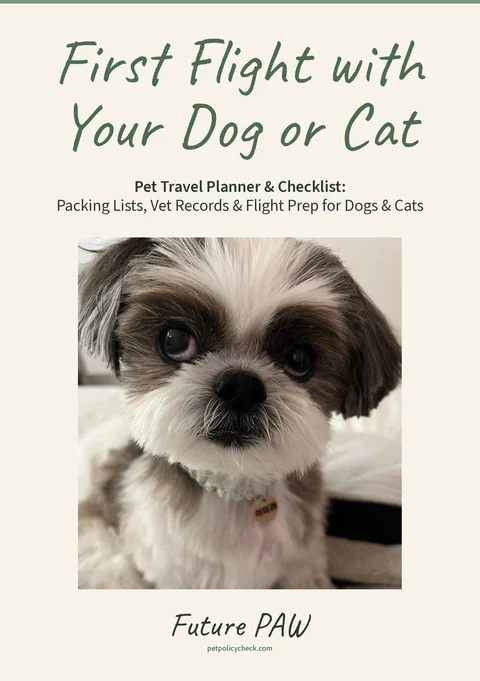 First Flight with
Your Dog or Cat
Pet Travel Planner & Checklist:
Packing Lists, Vet Records & Flight Prep for Dogs & Cats
Future PAW
petpolicycheck.com